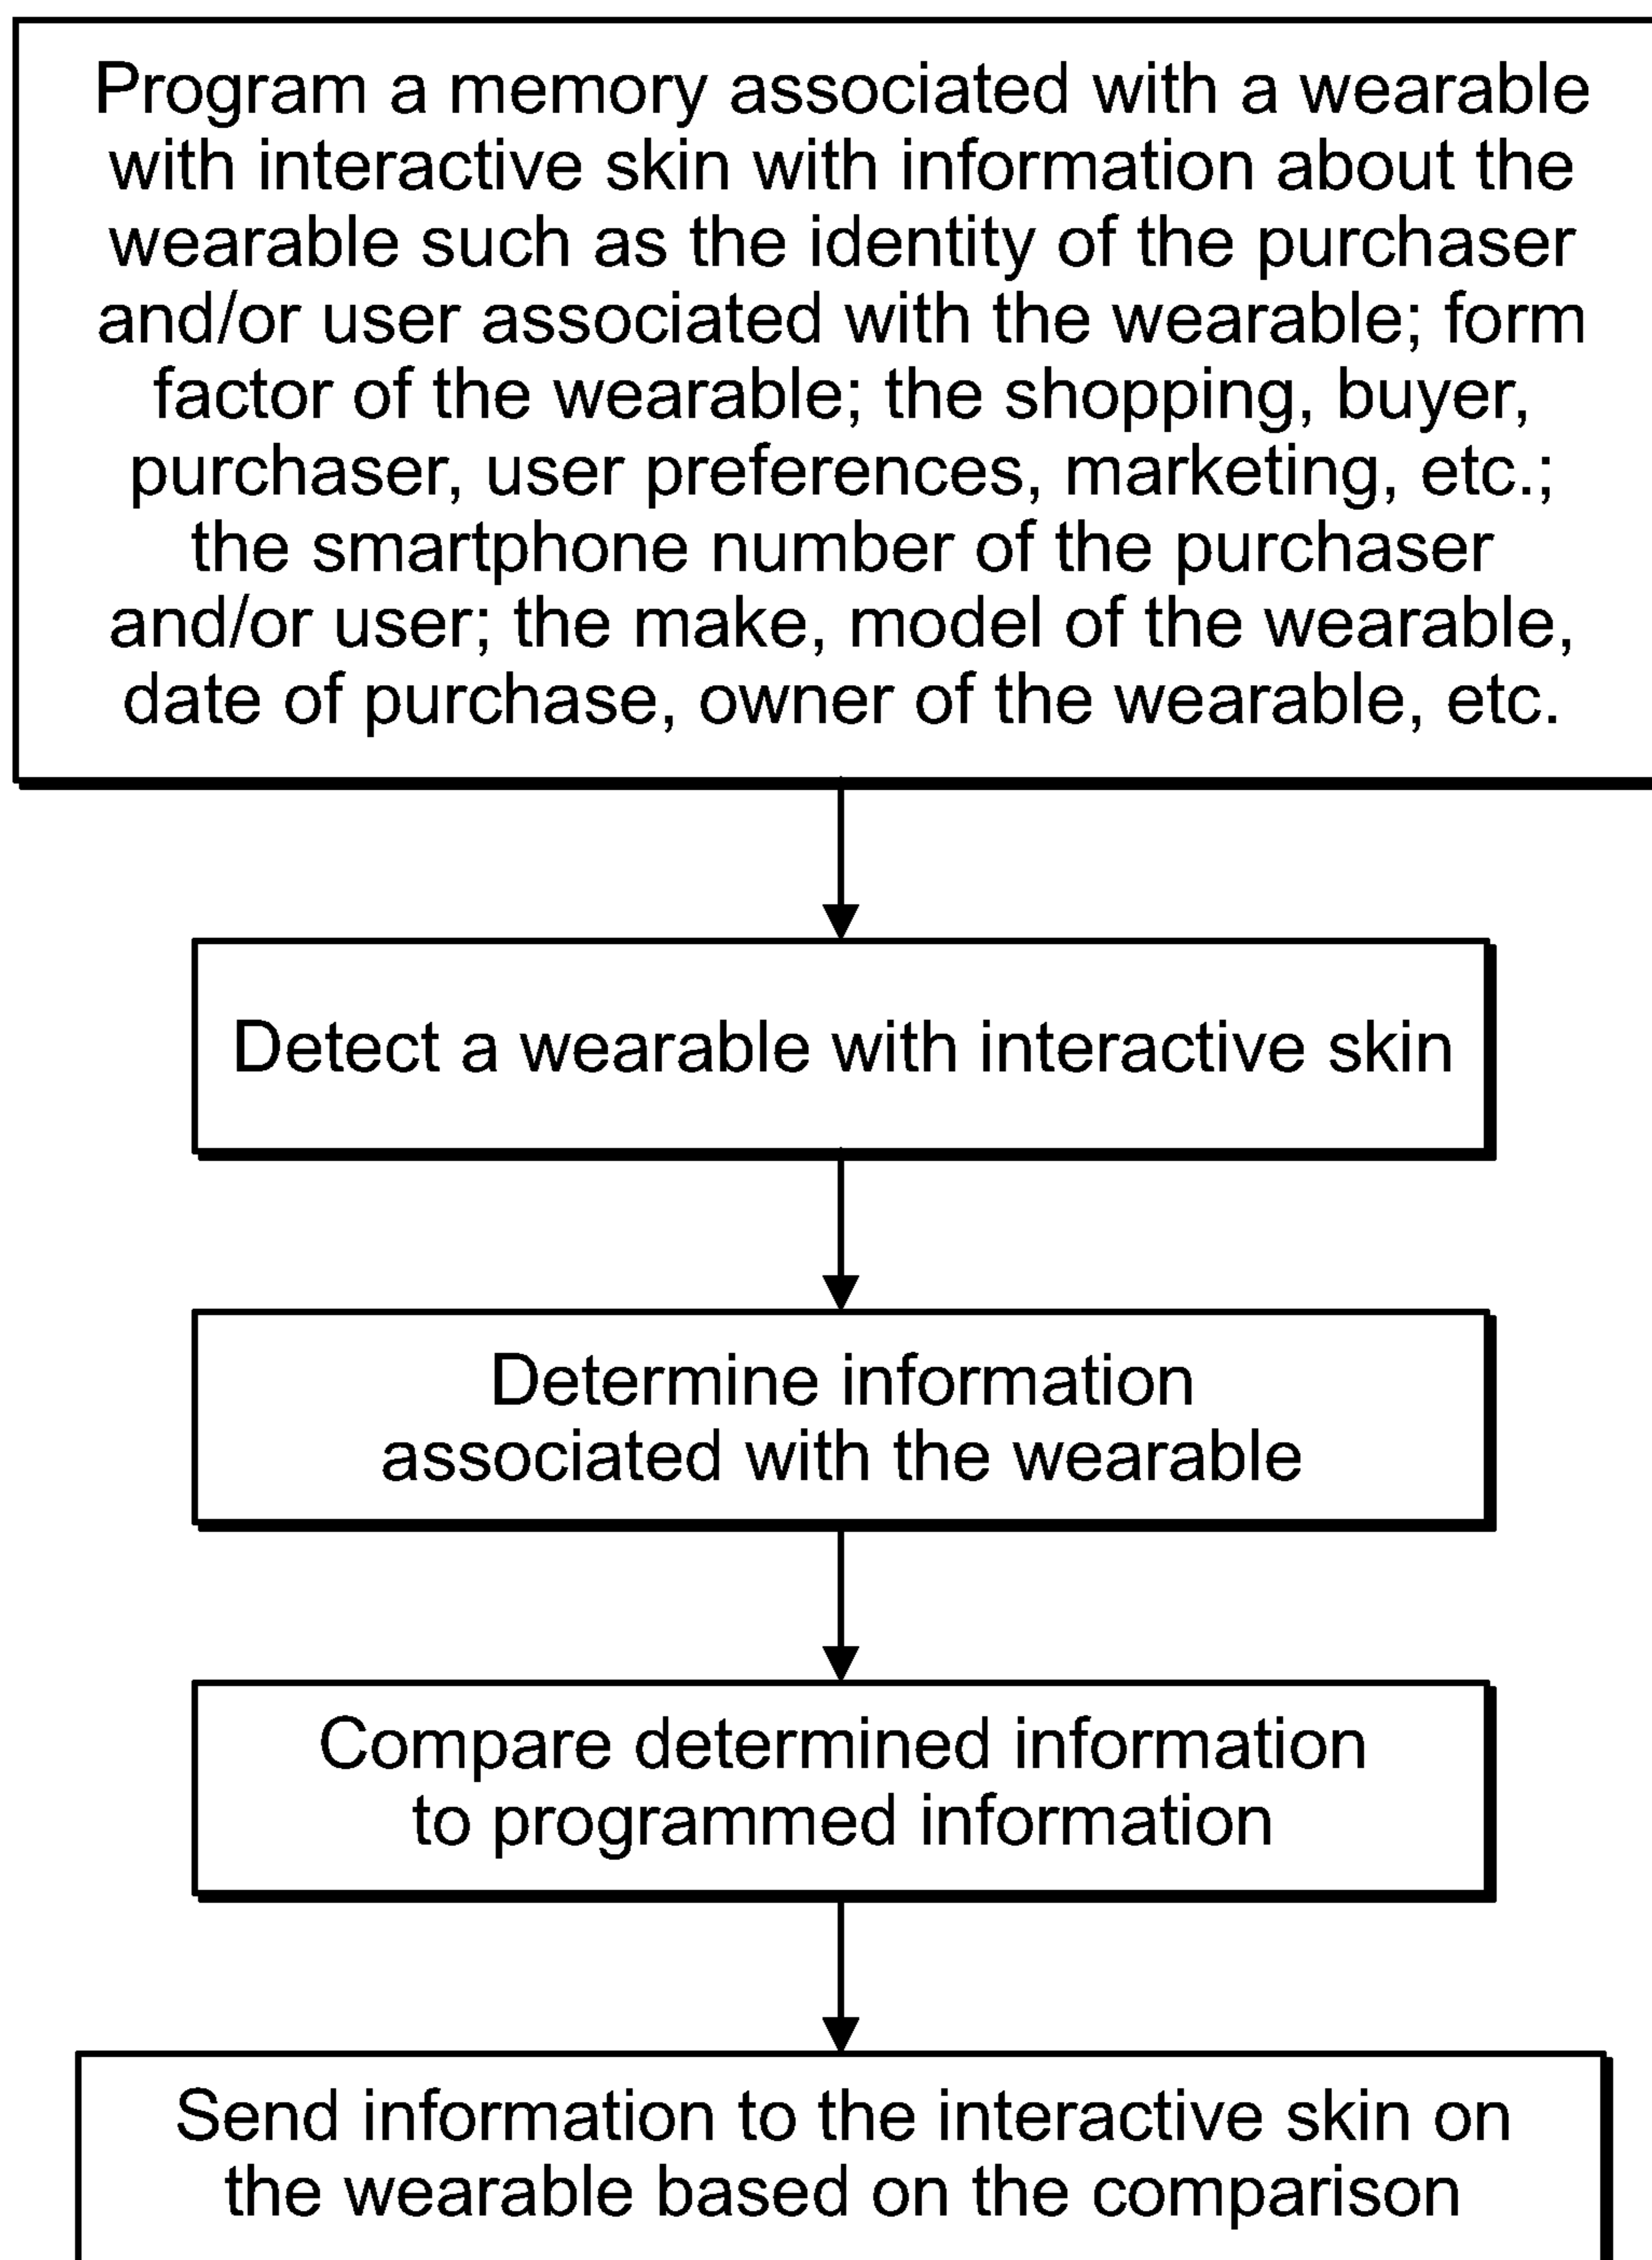 Program a memory associated with a wearable
with interactive skin with information about the
wearable such as the identity of the purchaser
and/or user associated with the wearable; form
factor of the wearable; the shopping, buyer,
purchaser, user preferences, marketing, etc.;
the smartphone number of the purchaser
and/or user; the make, model of the wearable,
date of purchase, owner of the wearable, etc.
Detect a wearable with interactive skin
Determine information
associated with the wearable
Compare determined information
to programmed information
Send information to the interactive skin on
the wearable based on the comparison